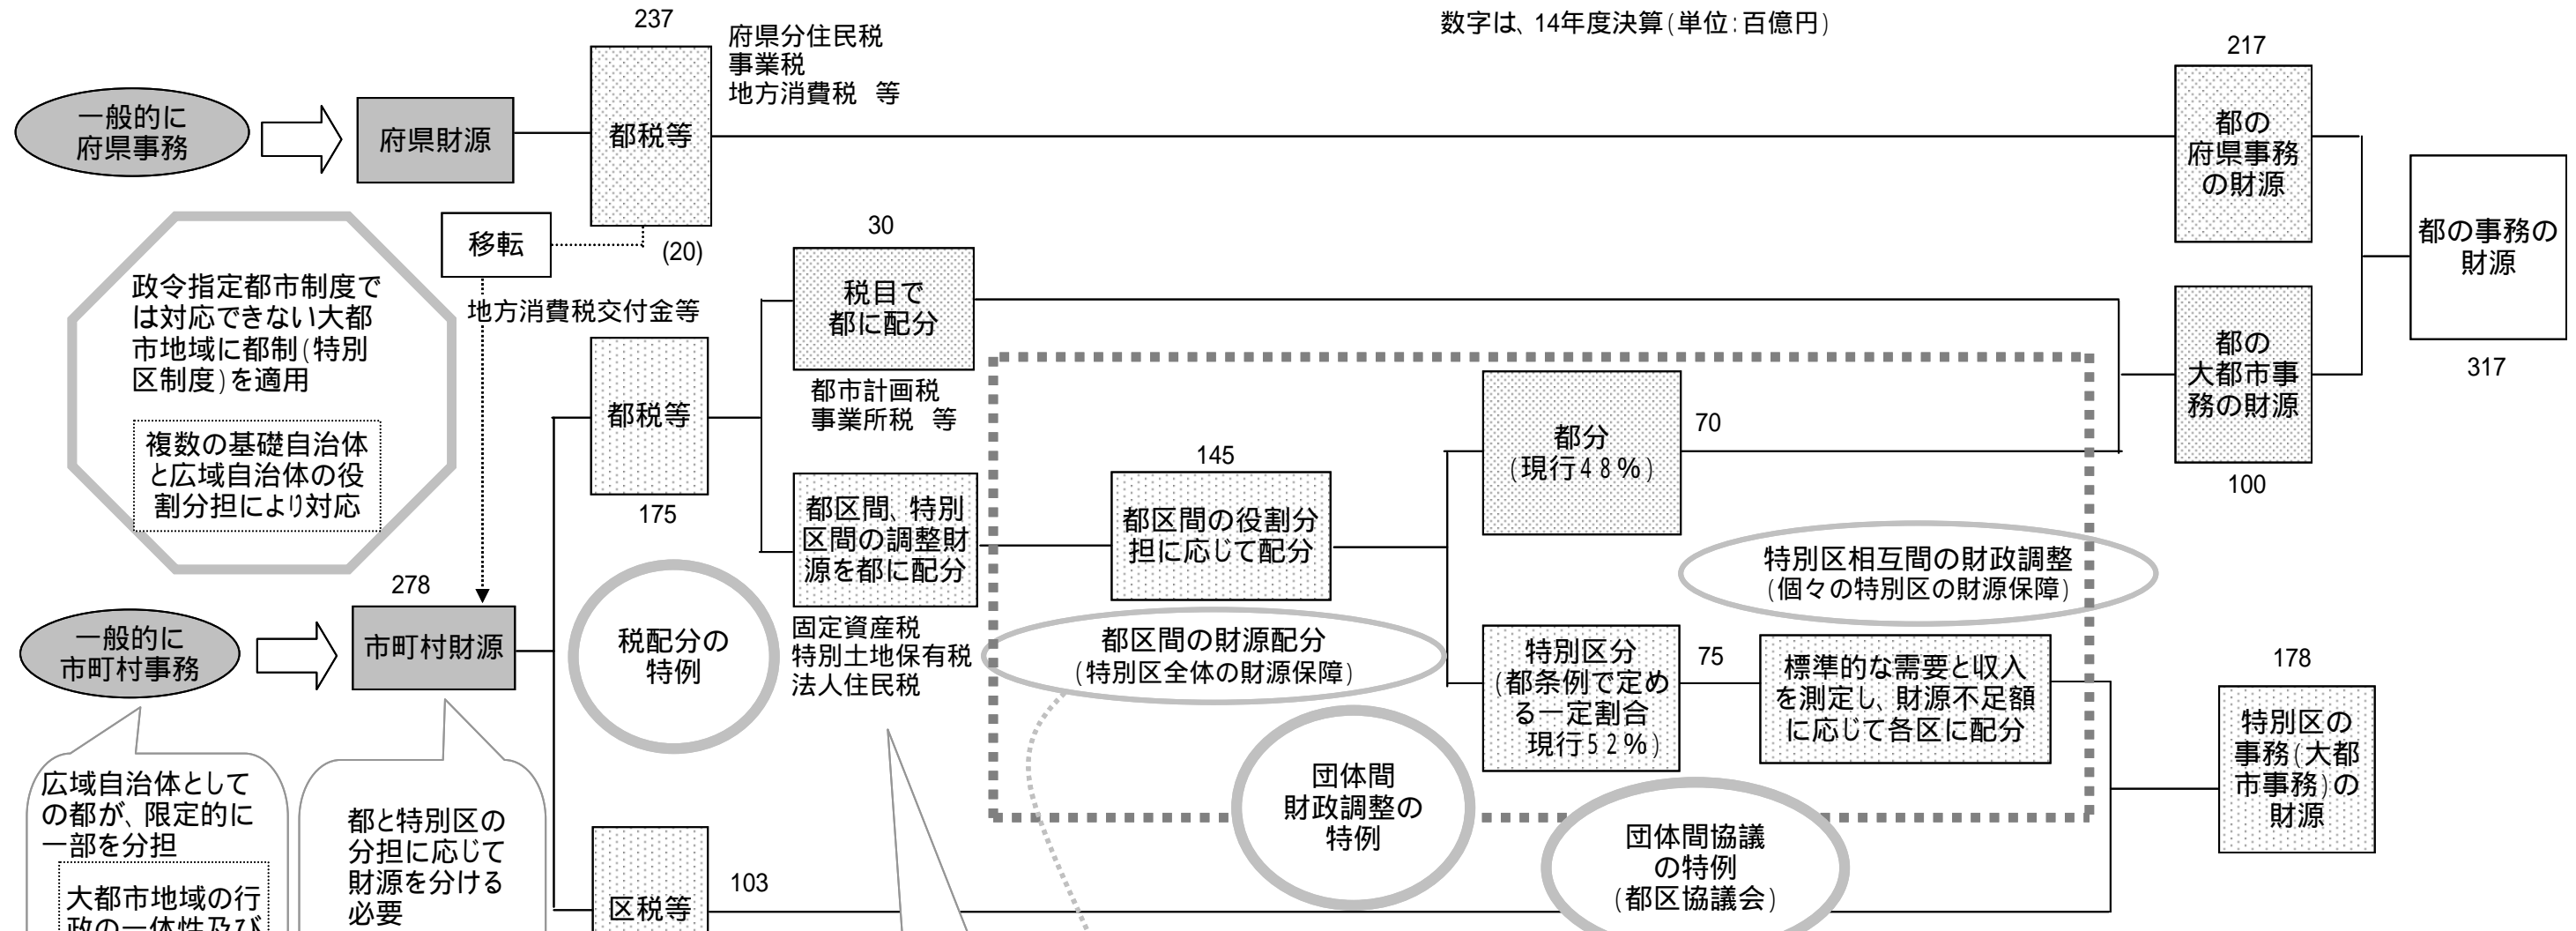 数字は、14年度決算(単位:百億円)
237
府県分住民税
事業税
地方消費税 等
217
一般的に
府県事務
府県財源
都税等
都の
府県事務
の財源
都の事務の
財源
317
移転
(20)
地方消費税交付金等
30
税目で
都に配分
都市計画税
事業所税 等
政令指定都市制度で
は対応できない大都
市地域に都制(特別
区制度)を適用
複数の基礎自治体
と広域自治体の役
割分担により対応
都税等
175
都の
大都市事
務の財源
100
都分
(現行48%)
70
145
都区間の役割分
担に応じて配分
都区間、特別
区間の調整財
源を都に配分
固定資産税
特別土地保有税
法人住民税
特別区相互間の財政調整
(個々の特別区の財源保障)
278
一般的に
市町村事務
市町村財源
税配分の
特例
都区間の財源配分
(特別区全体の財源保障)
特別区分
(都条例で定め
る一定割合
現行52%)
75
標準的な需要と収入
を測定し、財源不足額
に応じて各区に配分
178
特別区の
事務(大都
市事務)の
財源
団体間
財政調整の
特例
団体間協議
の特例
(都区協議会)
広域自治体として
の都が、限定的に
一部を分担
大都市地域の行
政の一体性及び
都と特別区の
分担に応じて
財源を分ける
必要
区税等
103